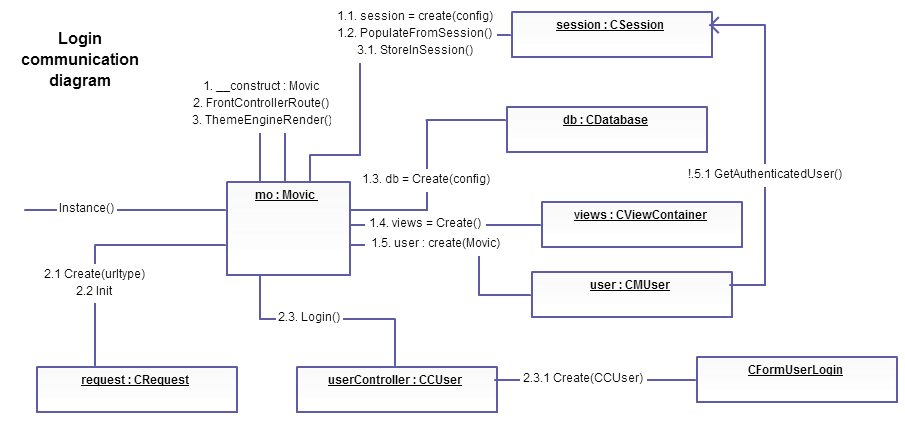 Login
communication
diagram
1.1. session = create(config)
1.2. PopulateFromSession()
3.1. StoreInSession()
session : CSession
1. __construct : Movic
2. FrontControllerRoute()
3. ThemeEngineRender()
db : CDatabase
1.3. db = Create(config)
!.5.1 GetAuthenticatedUser()
mo : Movic
Instance()
1.4. views = Create()
views : CViewContainer
1.5. user : create(Movic)
2.1 Create(urltype)
2.2 Init
user : CMUser
2.3. Login()
request : CRequest
userController : CCUser
2.3.1 Create(CCUser)
CFormUserLogin